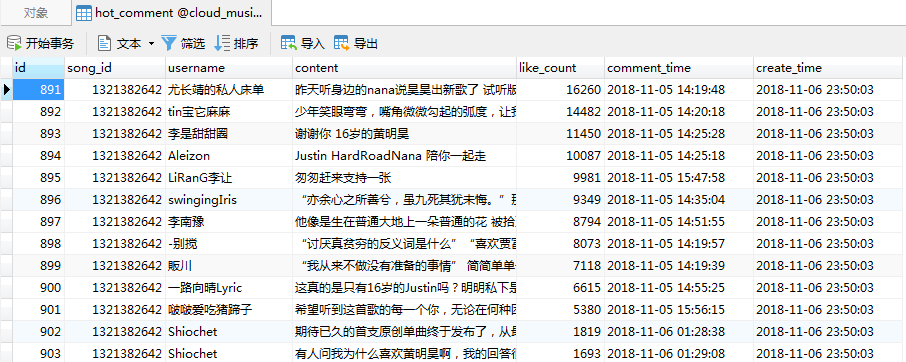 对象 hot_comment @cloud_musi...
开始事务 文本 筛选 排序 导入 导出
id song_id username content like_count comment_time create_time
891 1321382642 尤长靖的私人床单 昨天听身边的nana说昊昊出新歌了 试听版 16260 2018-11-05 14:19:48 2018-11-06 23:50:03
892 1321382642 tin宝它麻麻 少年笑眼弯弯，嘴角微微勾起的弧度，让我 14482 2018-11-05 14:20:18 2018-11-06 23:50:03
893 1321382642 李是甜甜圈 谢谢你 16岁的黄明昊 11450 2018-11-05 14:25:28 2018-11-06 23:50:03
894 1321382642 Aleizon Justin HardRoadNana 陪你一起走 10087 2018-11-05 14:25:18 2018-11-06 23:50:03
895 1321382642 LiRanG李让 匆匆赶来支持一张 9981 2018-11-05 15:47:58 2018-11-06 23:50:03
896 1321382642 swingingIris “亦余心之所善兮，虽九死其犹未悔。”那 9349 2018-11-05 14:35:04 2018-11-06 23:50:03
897 1321382642 李南豫 他像是生在普通大地上一朵普通的花 被拾 8794 2018-11-05 14:51:55 2018-11-06 23:50:03
898 1321382642 -别搅 “讨厌真贫穷的反义词是什么”“喜欢贾富 8073 2018-11-05 14:19:57 2018-11-06 23:50:03
899 1321382642 畈川 “我从来不做没有准备的事情” 简简单单 7118 2018-11-05 14:19:39 2018-11-06 23:50:03
900 1321382642 一路向晴Lyric 这真的是只有16岁的Justin吗？明明私下是 6615 2018-11-05 14:55:25 2018-11-06 23:50:03
901 1321382642 啵啵爱吃猪蹄子 希望听到这首歌的每一个你，无论在何种困 5380 2018-11-05 15:56:15 2018-11-06 23:50:03
902 1321382642 Shiochet 期待已久的首支原创单曲终于发布了，从最 1819 2018-11-06 01:28:38 2018-11-06 23:50:03
903 1321382642 Shiochet 有人问我为什么喜欢黄明昊啊，我的回答很 1693 2018-11-06 01:29:08 2018-11-06 23:50:03